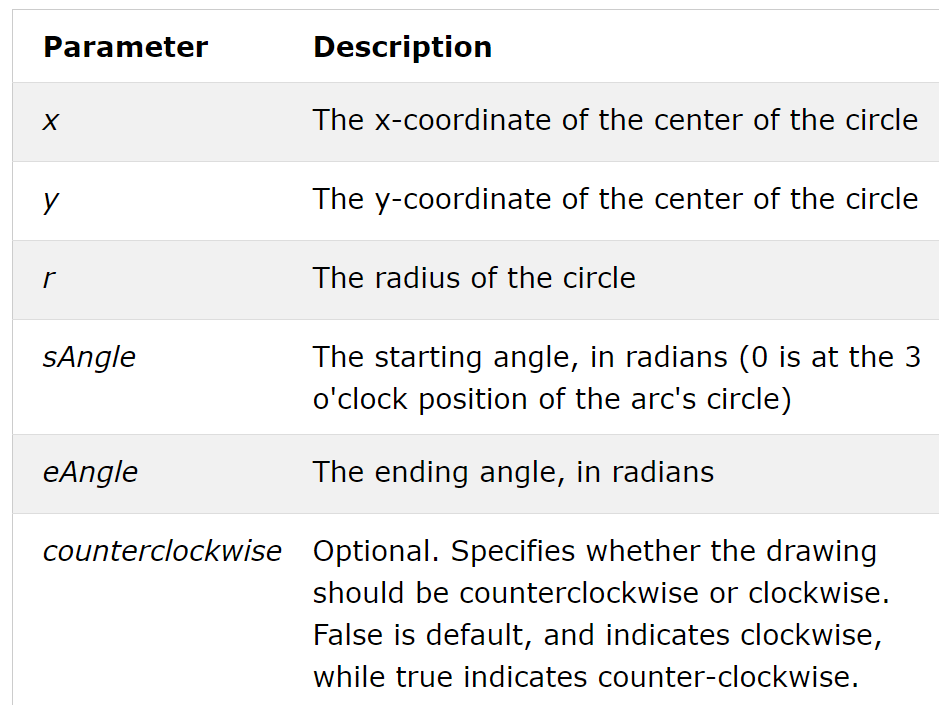 Parameter Description
x The x-coordinate of the center of the circle
y The y-coordinate of the center of the circle
r The radius of the circle
sAngle The starting angle, in radians (0 is at the 3
o'clock position of the arc's circle)
eAngle The ending angle, in radians
counterclockwise Optional. Specifies whether the drawing
should be counterclockwise or clockwise.
False is default, and indicates clockwise,
while true indicates counter-clockwise.